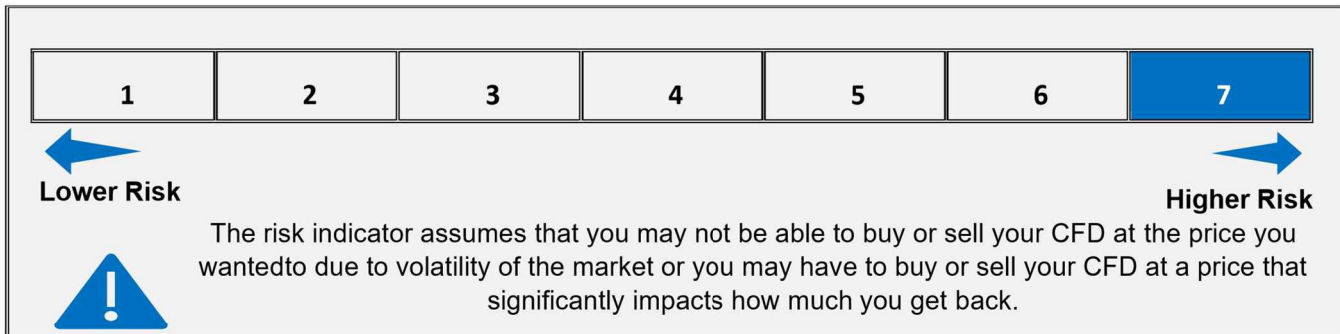 1 2 3 4 5 6 7
Lower Risk
Higher Risk
The risk indicator assumes that you may not be able to buy or sell your CFD at the price you
wantedto due to volatility of the market or you may have to buy or sell your CFD at a price that
significantly impacts how much you get back.
!